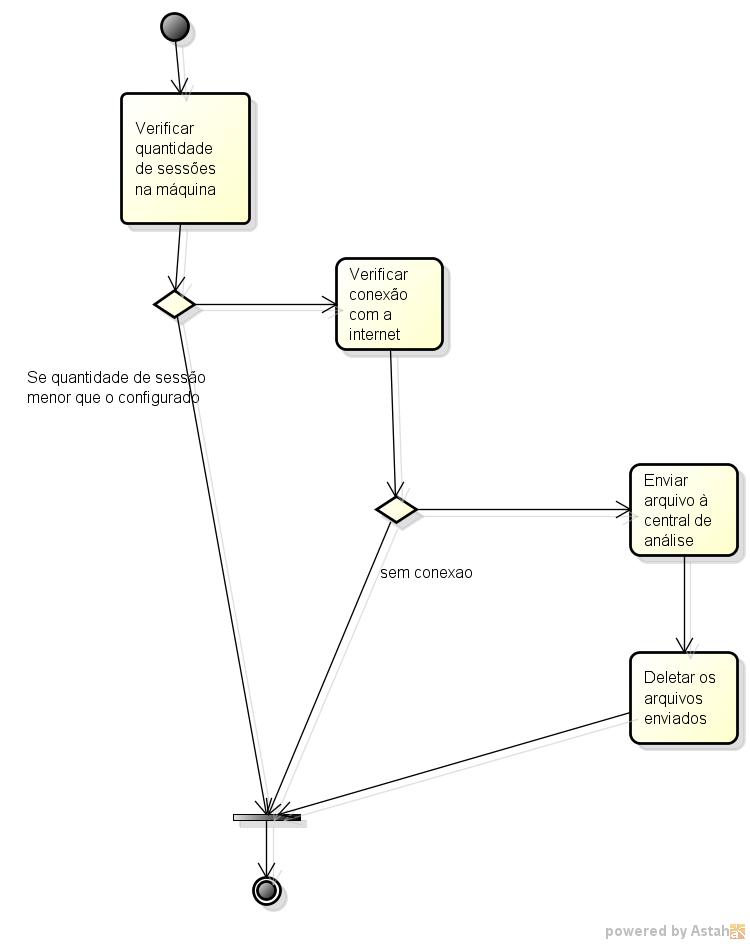 Verificar
quantidade
de sessões
na máquina
Verificar
conexão
com a
internet
Se quantidade de sessão
menor que o configurado
Enviar
arquivo à
central de
análise
sem conexao
Deletar os
arquivos
enviados
powered by Astah